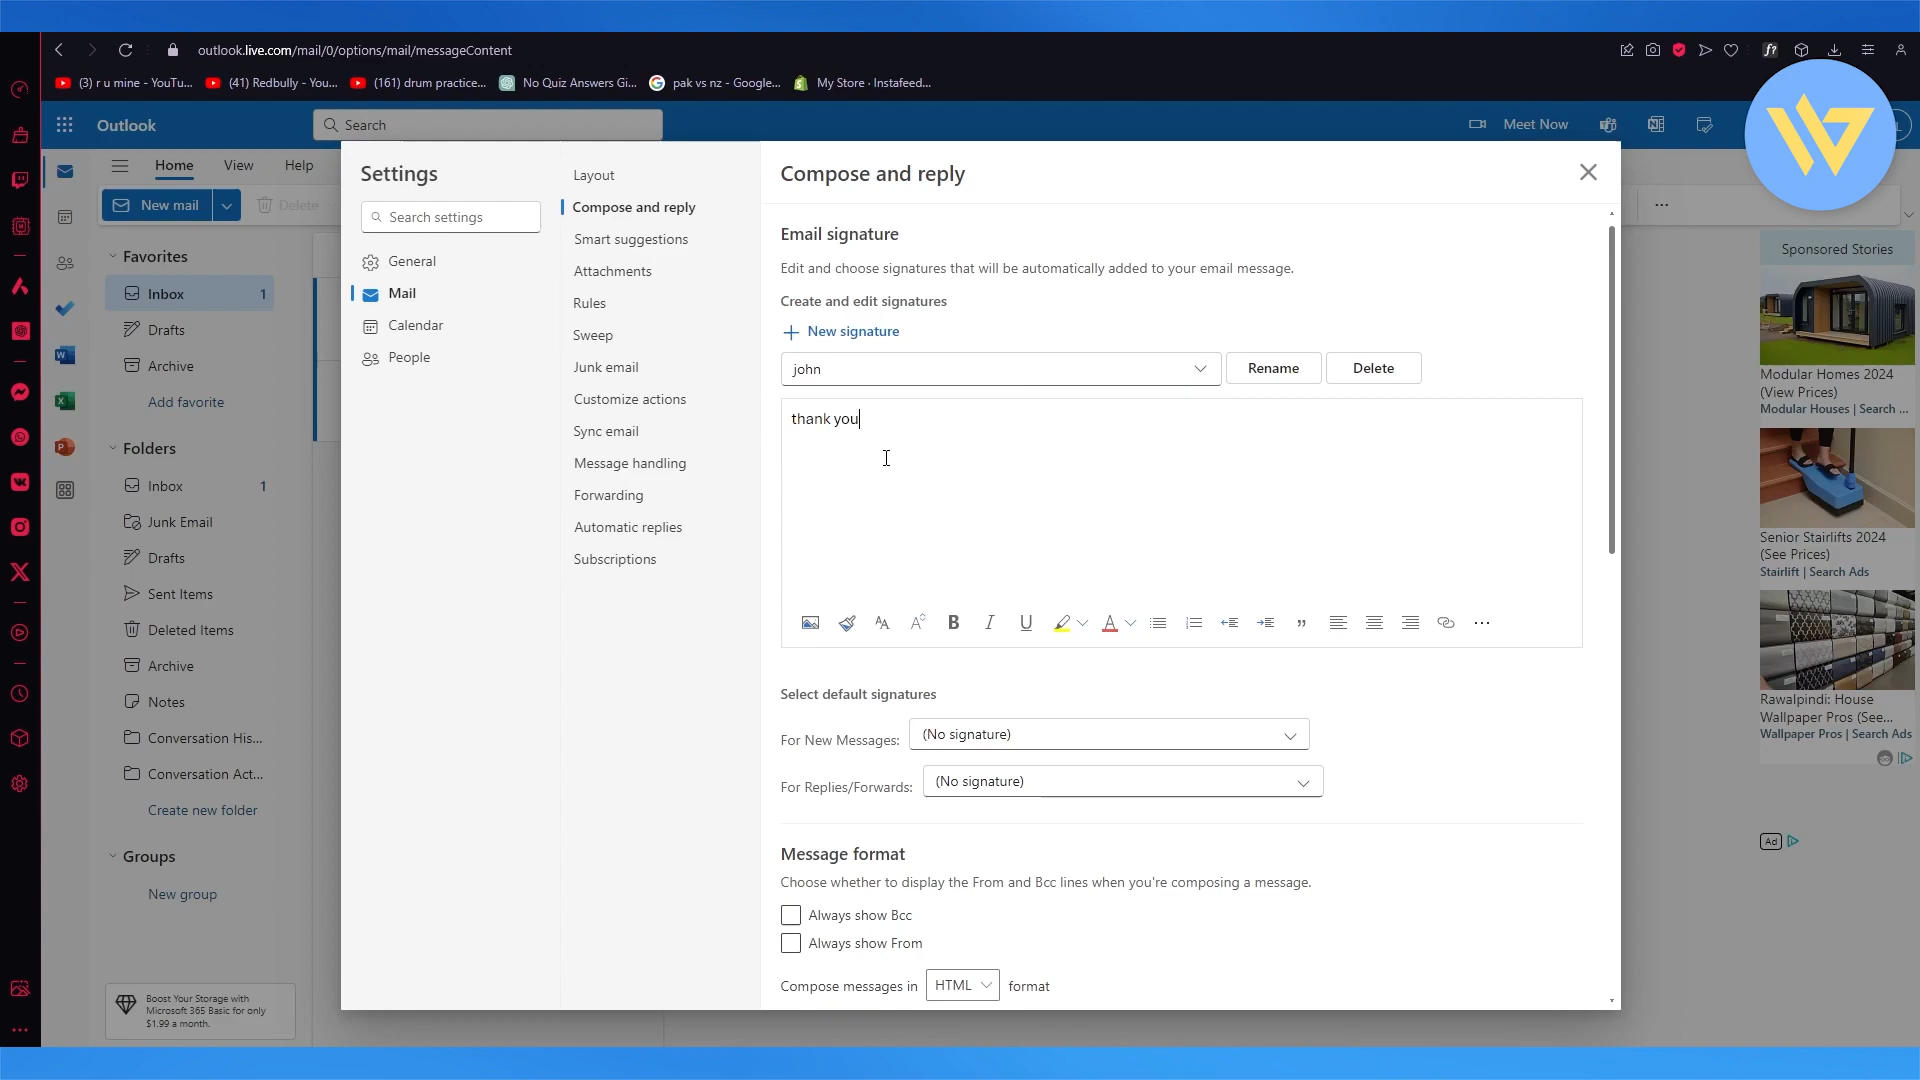 outlook.live.com/mail/0/options/mail/messageContent
(3) r u mine - YouTu...
(41) Redbully - You...
(161) drum practice...
No Quiz Answers Gi...
pak vs nz - Google...
My Store · Instafeed...
Outlook
Search
Meet Now
Home
View
Help
New mail
Delete
Favorites
Inbox 1
Drafts
Archive
Add favorite
Folders
Inbox 1
Junk Email
Drafts
Sent Items
Deleted Items
Archive
Notes
Conversation His...
Conversation Act...
Create new folder
Groups
New group
Boost Your Storage with
Microsoft 365 Basic for only
$1.99 a month.
Settings
Search settings
General
Mail
Calendar
People
Layout
Compose and reply
Smart suggestions
Attachments
Rules
Sweep
Junk email
Customize actions
Sync email
Message handling
Forwarding
Automatic replies
Subscriptions
Compose and reply
Email signature
Edit and choose signatures that will be automatically added to your email message.
Create and edit signatures
New signature
john
Rename
Delete
thank you
Select default signatures
For New Messages: (No signature)
For Replies/Forwards: (No signature)
Message format
Choose whether to display the From and Bcc lines when you're composing a message.
Always show Bcc
Always show From
Compose messages in HTML format
Sponsored Stories
Modular Homes 2024
(View Prices)
Modular Houses | Search ...
Senior Stairlifts 2024
(See Prices)
Stairlift | Search Ads
Rawalpindi: House
Wallpaper Pros (See...
Wallpaper Pros | Search Ads
Ad